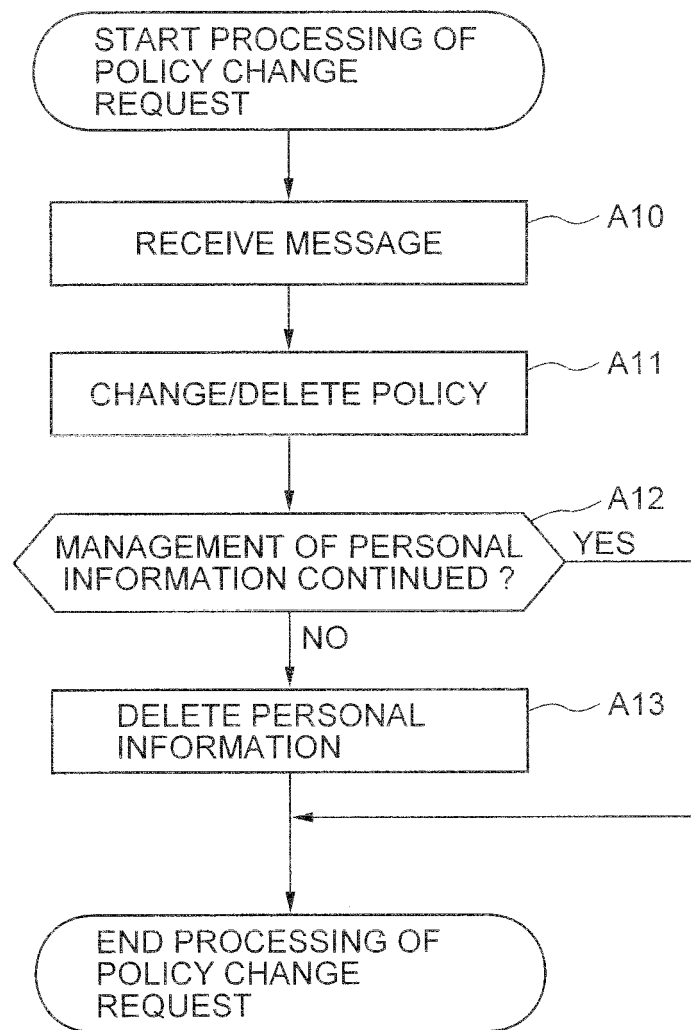 START PROCESSING OF
POLICY CHANGE
REQUEST
RECEIVE MESSAGE
A10
CHANGE/DELETE POLICY
A11
MANAGEMENT OF PERSONAL
INFORMATION CONTINUED ?
A12
YES
NO
DELETE PERSONAL
INFORMATION
A13
END PROCESSING OF
POLICY CHANGE
REQUEST